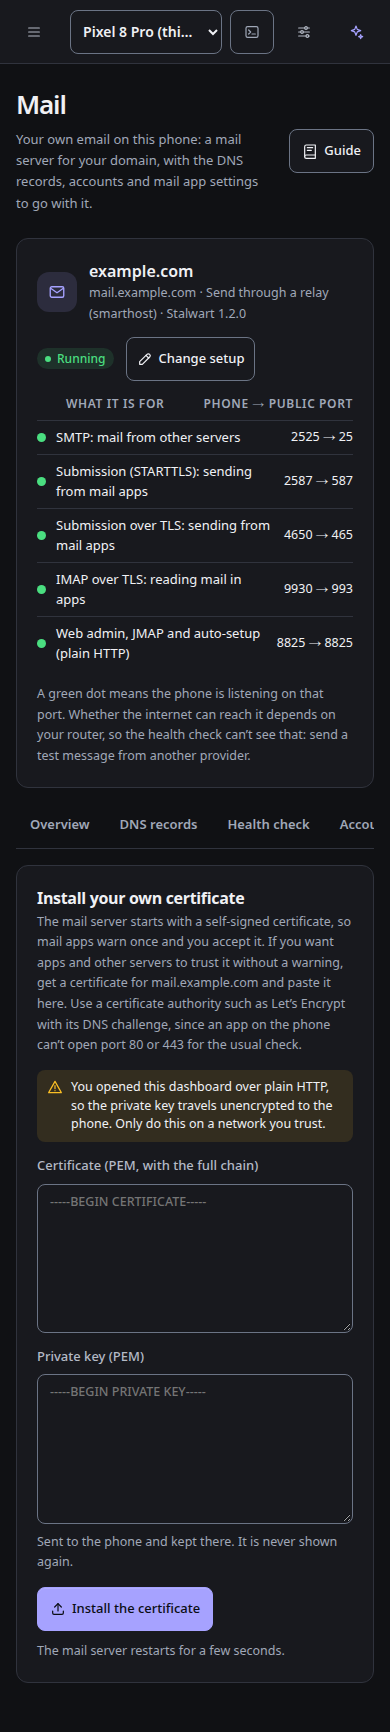 Pixel 8 Pro (thi...
Mail
Your own email on this phone: a mail
server for your domain, with the DNS
records, accounts and mail app settings
to go with it.
Guide
example.com
mail.example.com · Send through a relay
(smarthost) · Stalwart 1.2.0
Running
Change setup
WHAT IT IS FOR PHONE → PUBLIC PORT
SMTP: mail from other servers 2525 → 25
Submission (STARTTLS): sending
from mail apps 2587 → 587
Submission over TLS: sending from
mail apps 4650 → 465
IMAP over TLS: reading mail in
apps 9930 → 993
Web admin, JMAP and auto-setup
(plain HTTP) 8825 → 8825
A green dot means the phone is listening on that
port. Whether the internet can reach it depends on
your router, so the health check can't see that: send a
test message from another provider.
Overview DNS records Health check Accou
Install your own certificate
The mail server starts with a self-signed certificate, so
mail apps warn once and you accept it. If you want
apps and other servers to trust it without a warning,
get a certificate for mail.example.com and paste it
here. Use a certificate authority such as Let's Encrypt
with its DNS challenge, since an app on the phone
can't open port 80 or 443 for the usual check.
You opened this dashboard over plain HTTP,
so the private key travels unencrypted to the
phone. Only do this on a network you trust.
Certificate (PEM, with the full chain)
-----BEGIN CERTIFICATE-----
Private key (PEM)
-----BEGIN PRIVATE KEY-----
Sent to the phone and kept there. It is never shown
again.
Install the certificate
The mail server restarts for a few seconds.